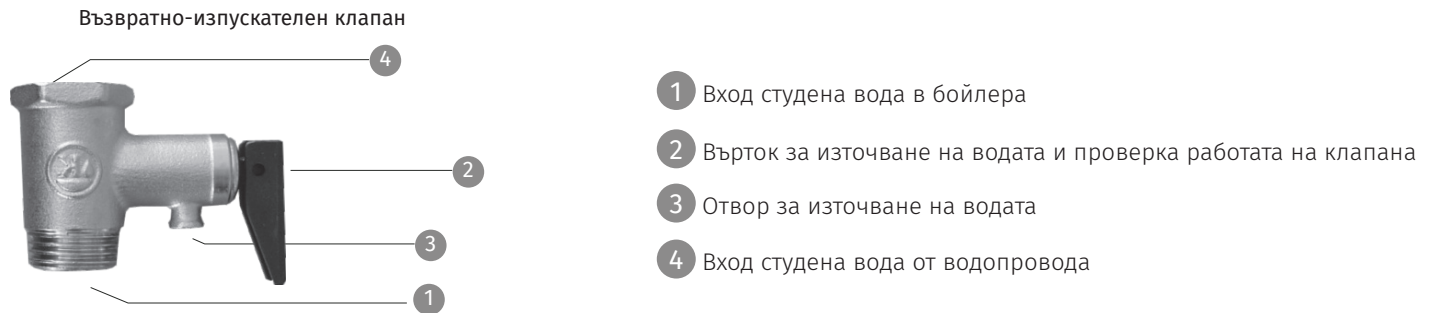 Възвратно-изпускателен клапан
4
2
3
1
1 Вход студена вода в бойлера
2 Върток за източване на водата и проверка работата на клапана
3 Отвор за източване на водата
4 Вход студена вода от водопровода